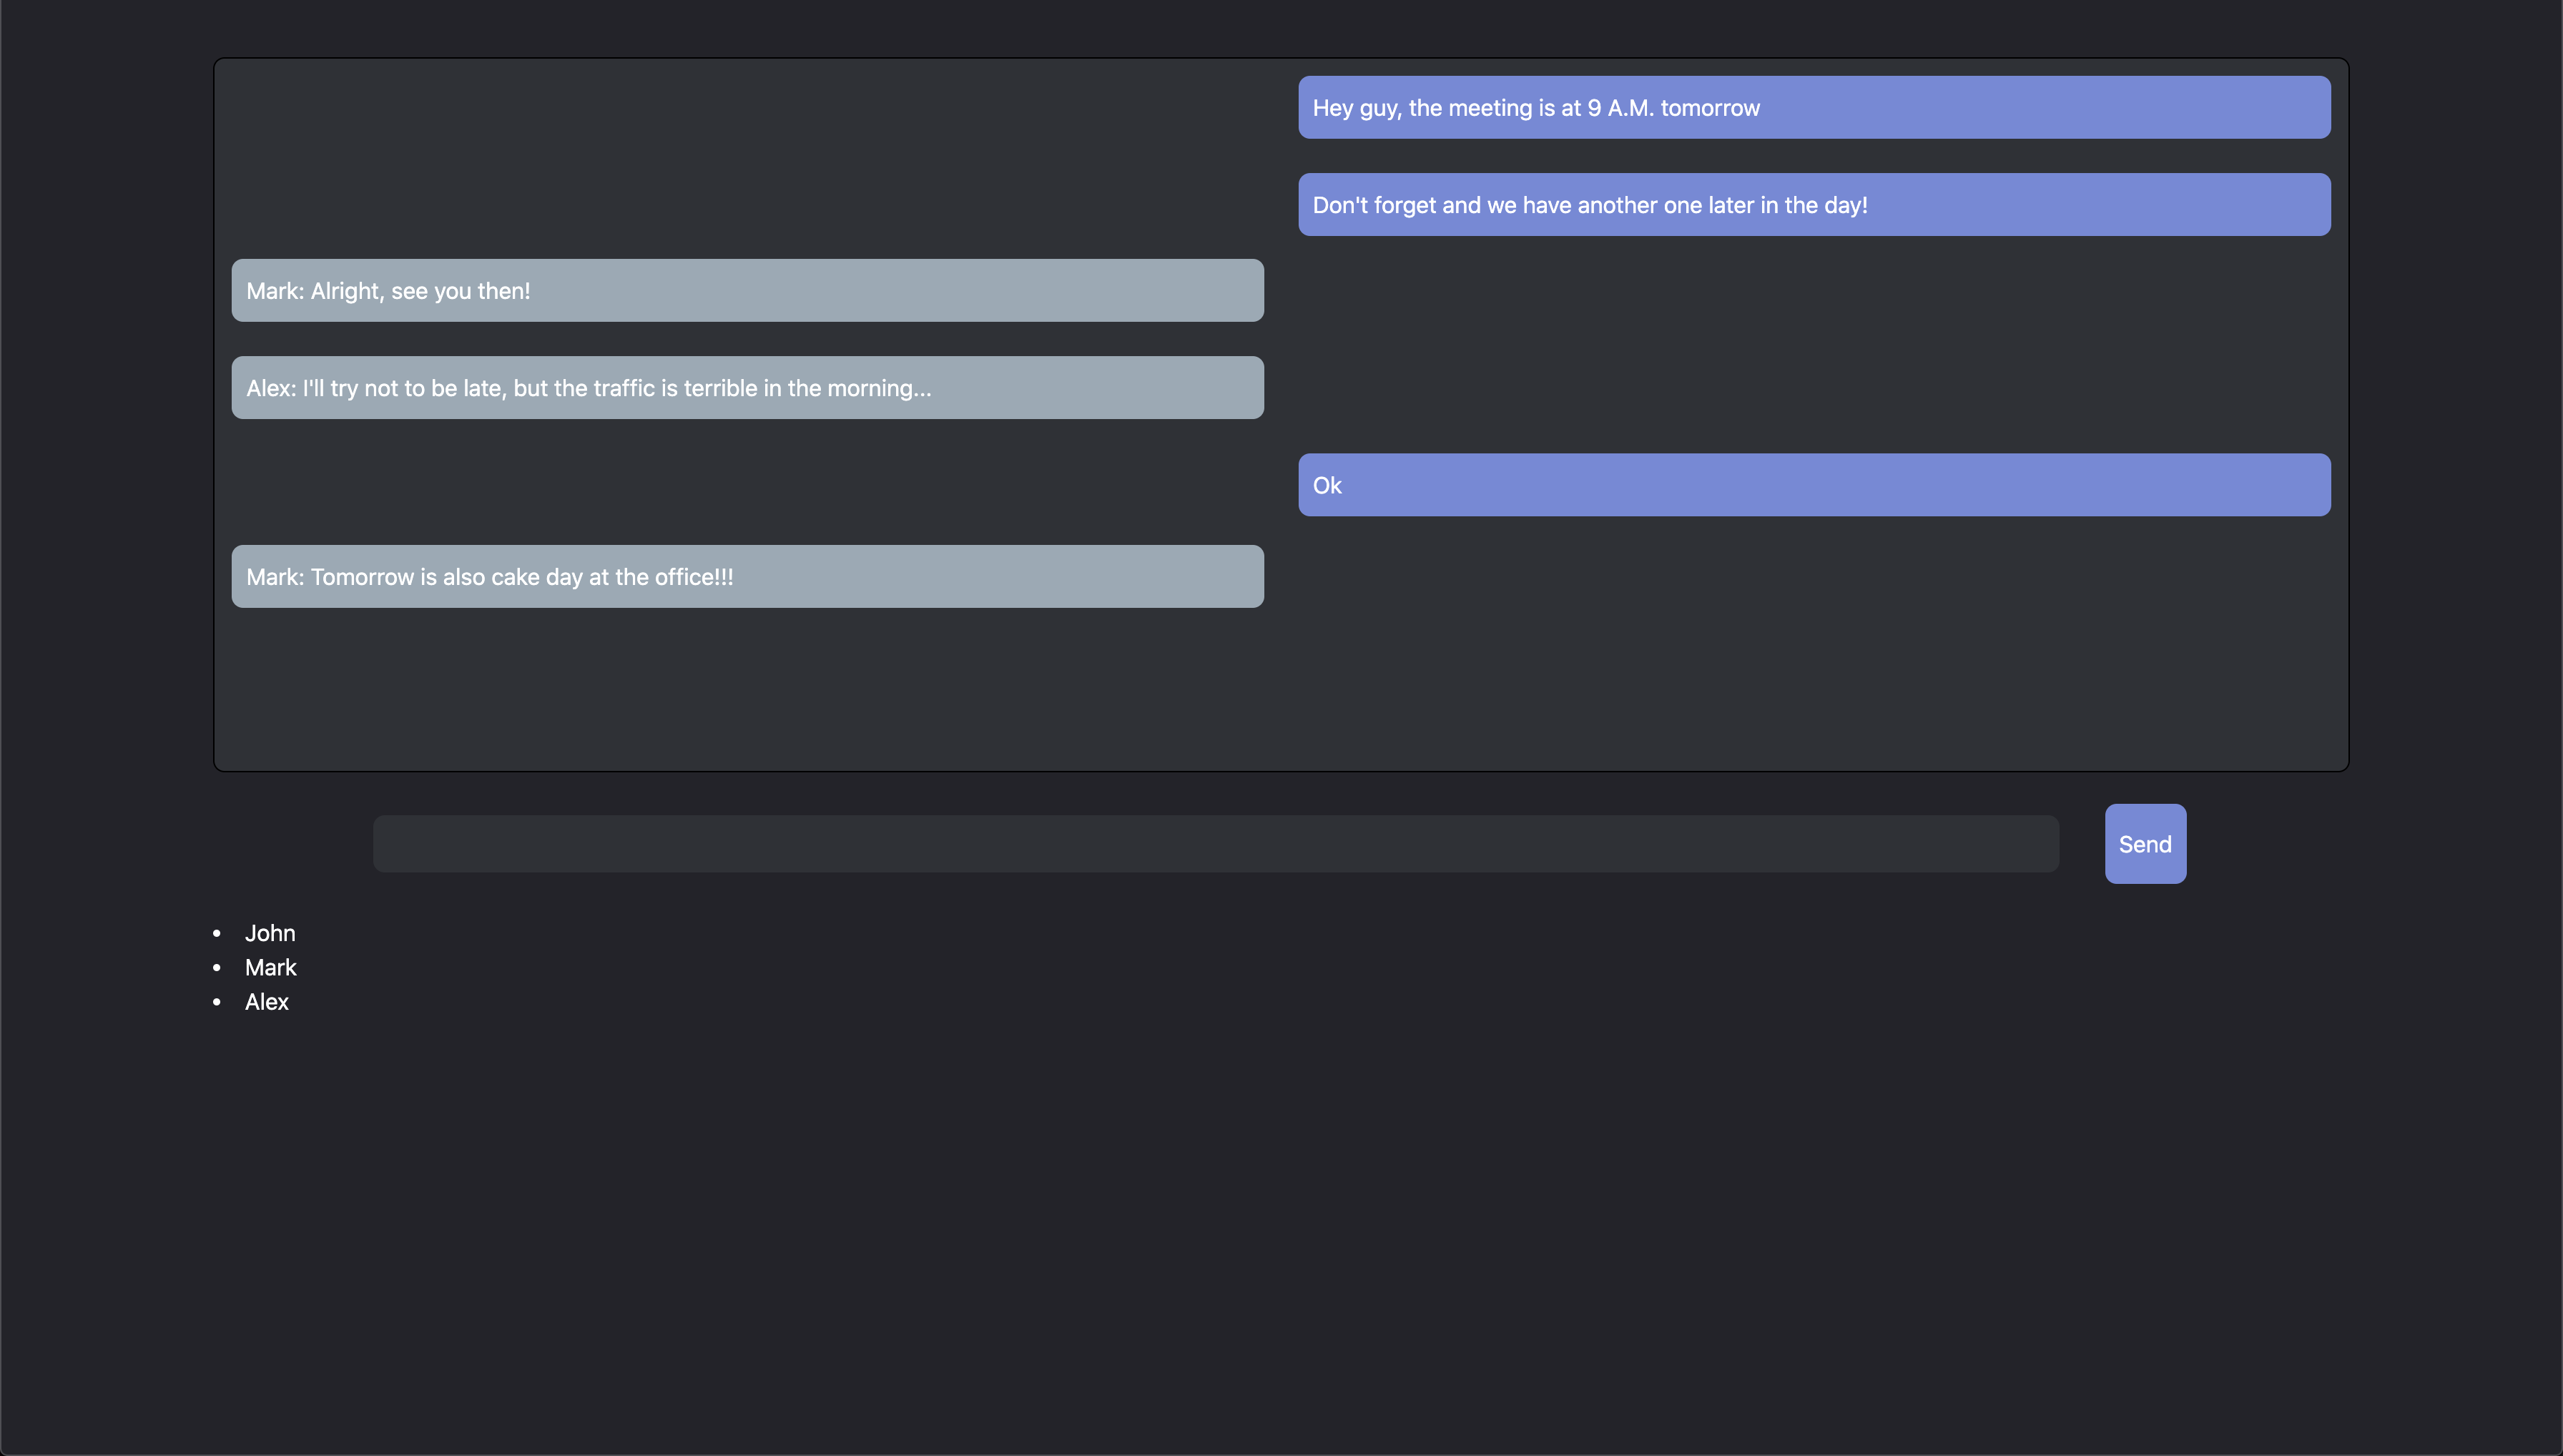 Hey guy, the meeting is at 9 A.M. tomorrow
Don't forget and we have another one later in the day!
Mark: Alright, see you then!
Alex: I'll try not to be late, but the traffic is terrible in the morning...
Ok
Mark: Tomorrow is also cake day at the office!!!
Send
• John
• Mark
• Alex